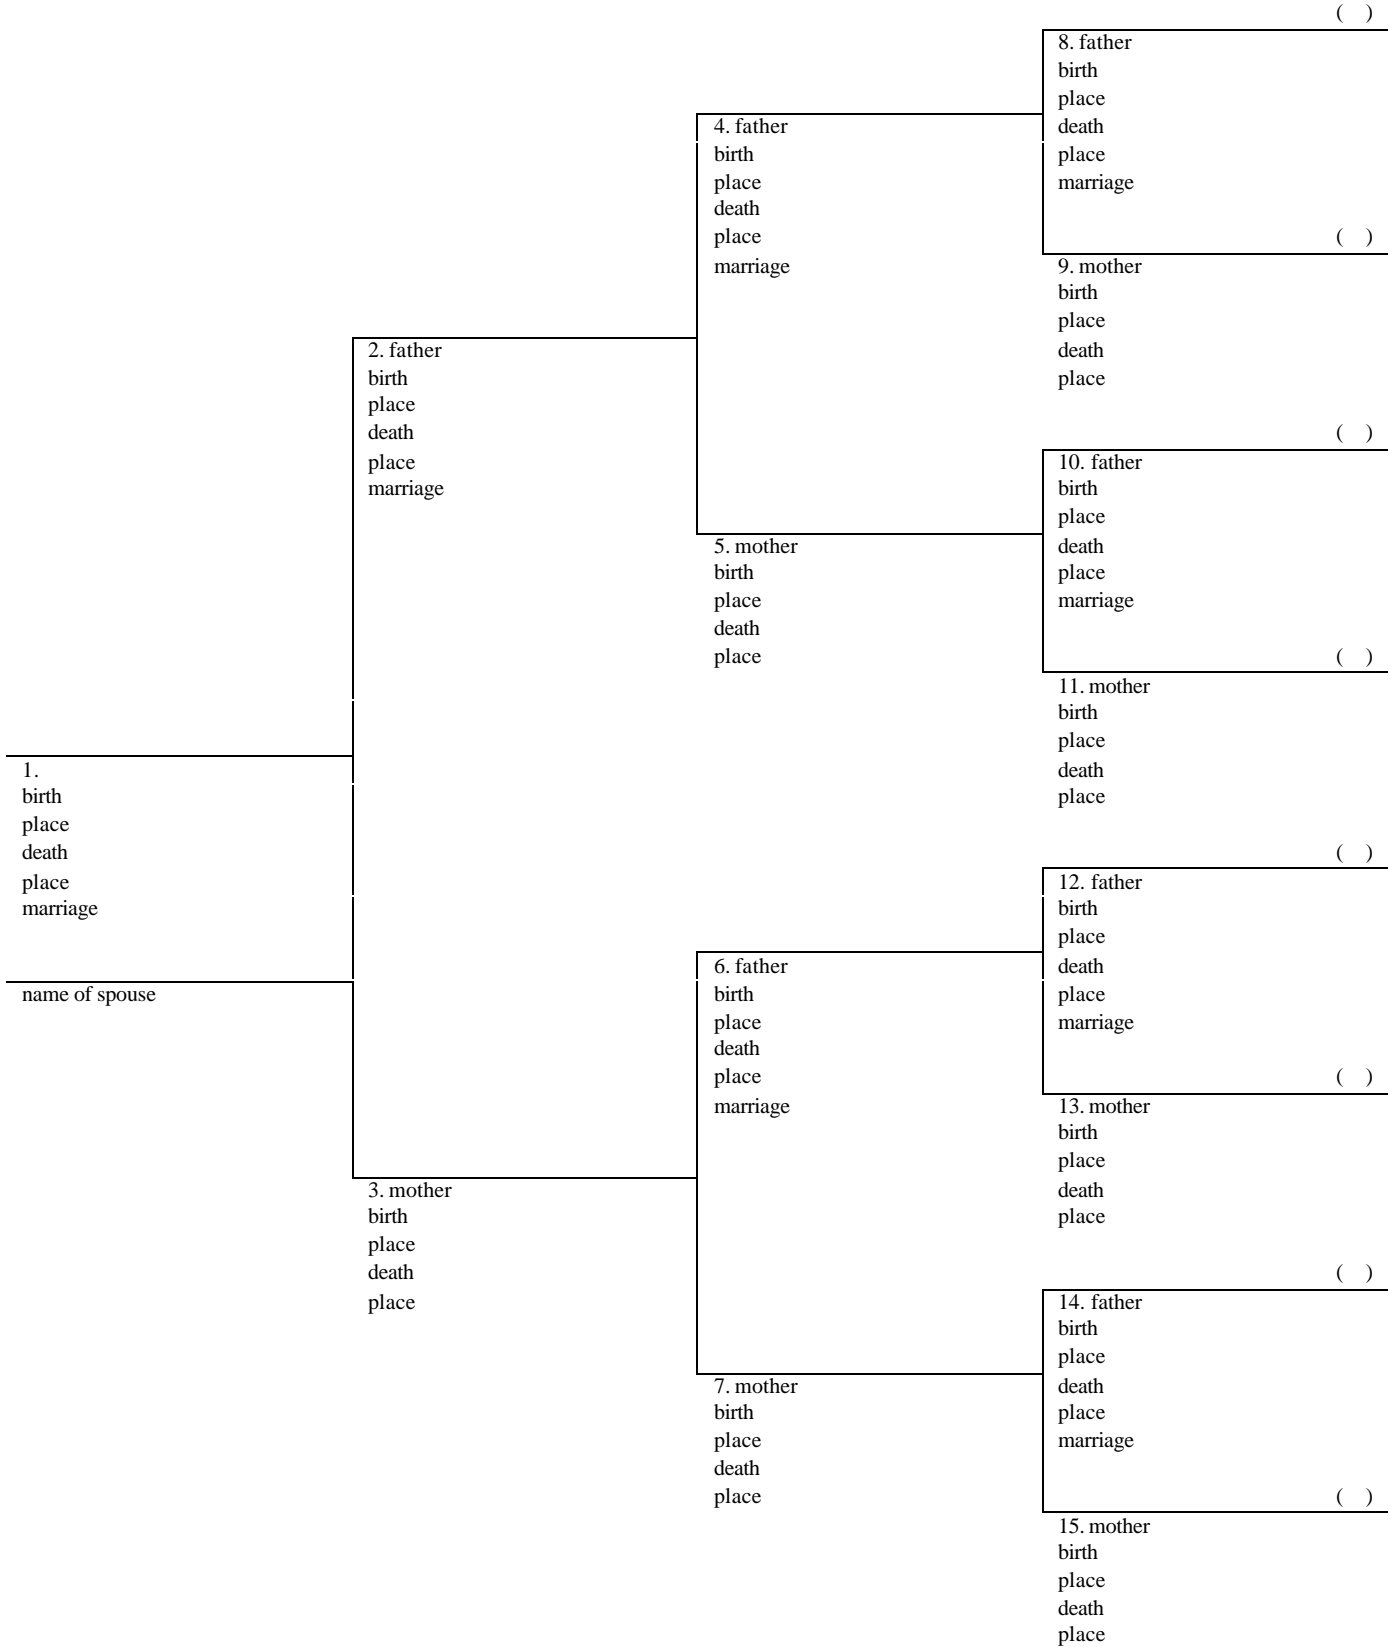 ( )
8. father
birth
place
death
place
marriage
( )
9. mother
birth
place
death
place
4. father
birth
place
death
place
marriage
2. father
birth
place
death
place
marriage
( )
10. father
birth
place
death
place
marriage
( )
11. mother
birth
place
death
place
5. mother
birth
place
death
place
1.
birth
place
death
place
marriage
name of spouse
( )
12. father
birth
place
death
place
marriage
( )
13. mother
birth
place
death
place
6. father
birth
place
death
place
marriage
3. mother
birth
place
death
place
( )
14. father
birth
place
death
place
marriage
( )
15. mother
birth
place
death
place
7. mother
birth
place
death
place